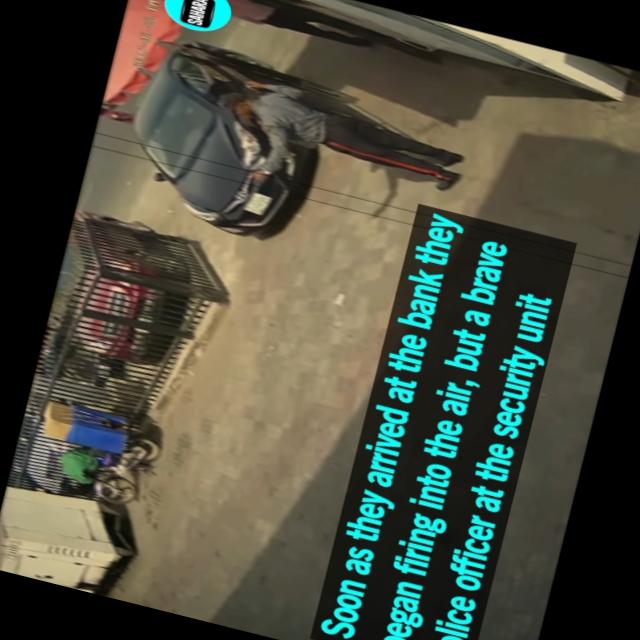 SAHARA
Soon as they arrived at the bank they
began firing into the air, but a brave
police officer at the security unit